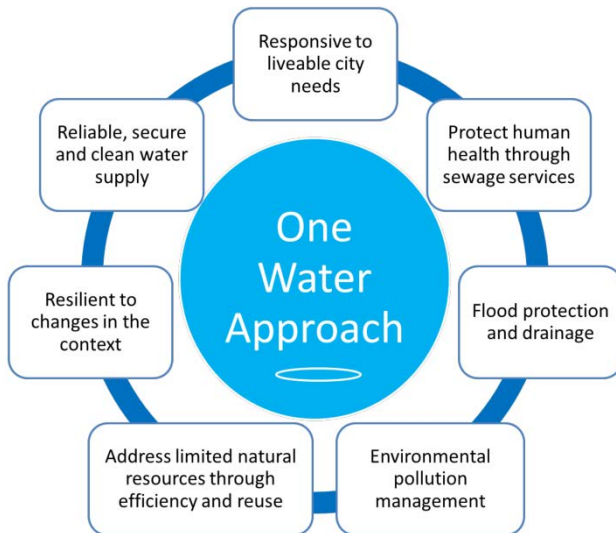 Responsive to
liveable city
needs
Protect human
health through
sewage services
Flood protection
and drainage
Environmental
pollution
management
Address limited natural
resources through
efficiency and reuse
Resilient to
changes in the
context
Reliable, secure
and clean water
supply
One
Water
Approach